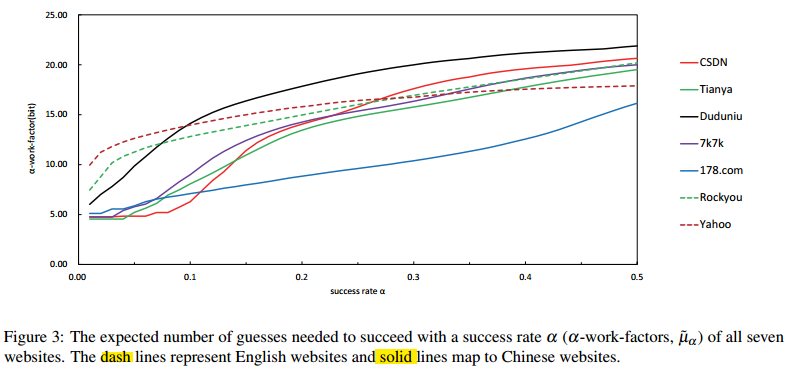 25.00
20.00
15.00
10.00
5.00
0.00
α-work-factor(bit)
0.00 0.1 0.2 0.3 0.4 0.5
success rate α
CSDN
Tianya
Duduniu
7k7k
178.com
Rockyou
Yahoo
Figure 3: The expected number of guesses needed to succeed with a success rate α (α-work-factors, μ̃α) of all seven
websites. The dash lines represent English websites and solid lines map to Chinese websites.